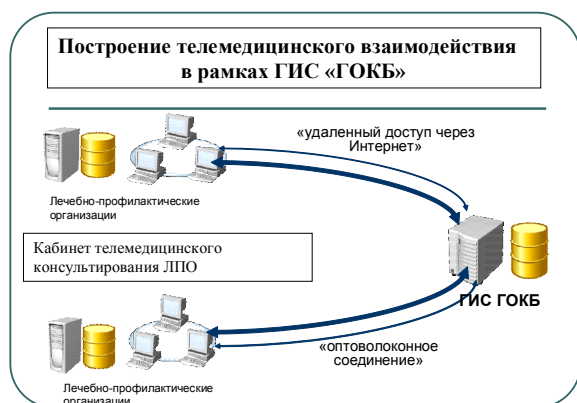 Построение телемедицинского взаимодействия
в рамках ГИС «ГОКБ»
«удаленный доступ через
Интернет»
Лечебно-профилактические
организации
Кабинет телемедицинского
консультирования ЛПО
ГИС ГОКБ
«оптоволоконное
соединение»
Лечебно-профилактические
организации